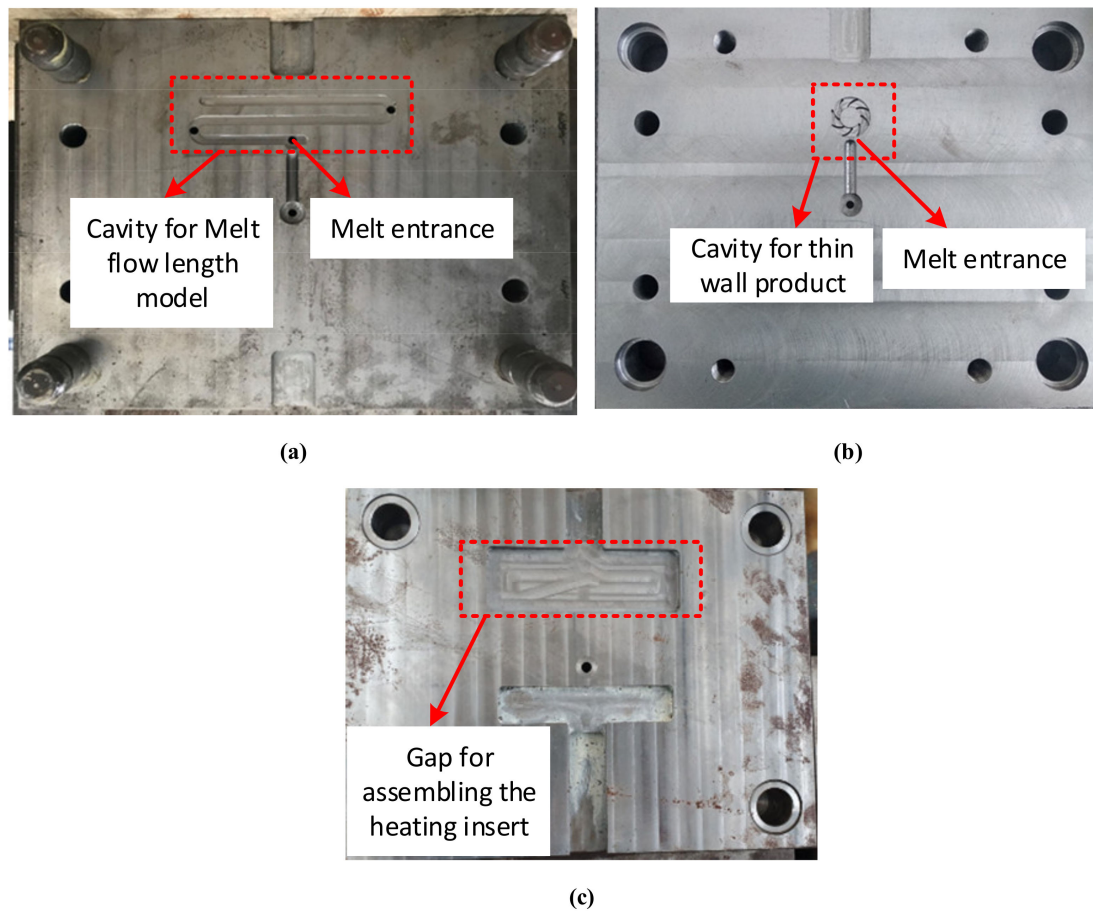 Cavity for Melt
flow length
model
Melt entrance
Cavity for thin
wall product
Melt entrance
(a)
(b)
Gap for
assembling the
heating insert
(c)